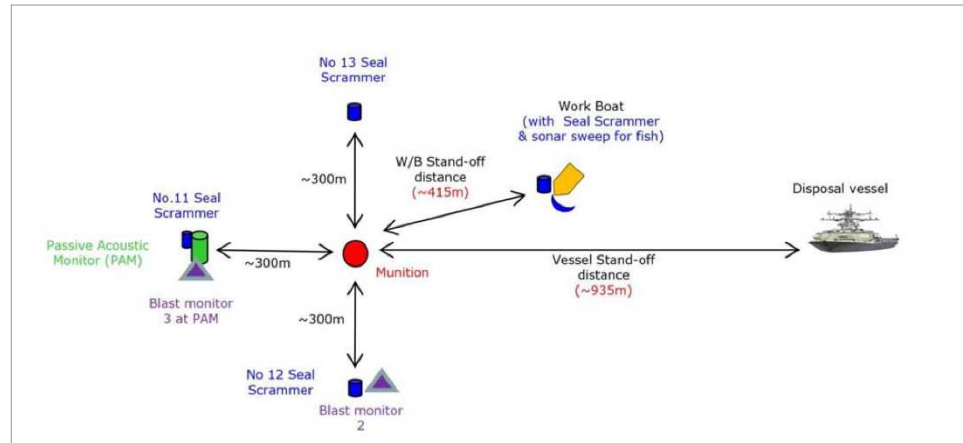 No 13 Seal
Scrammer
Work Boat
(with Seal Scrammer
& sonar sweep for fish)
~300m
W/B Stand-off
distance
(~415m)
Disposal vessel
No.11 Seal
Scrammer
Passive Acoustic
Monitor (PAM)
~300m
Munition
Vessel Stand-off
distance
(~935m)
Blast monitor
3 at PAM
~300m
No 12 Seal
Scrammer
Blast monitor
2